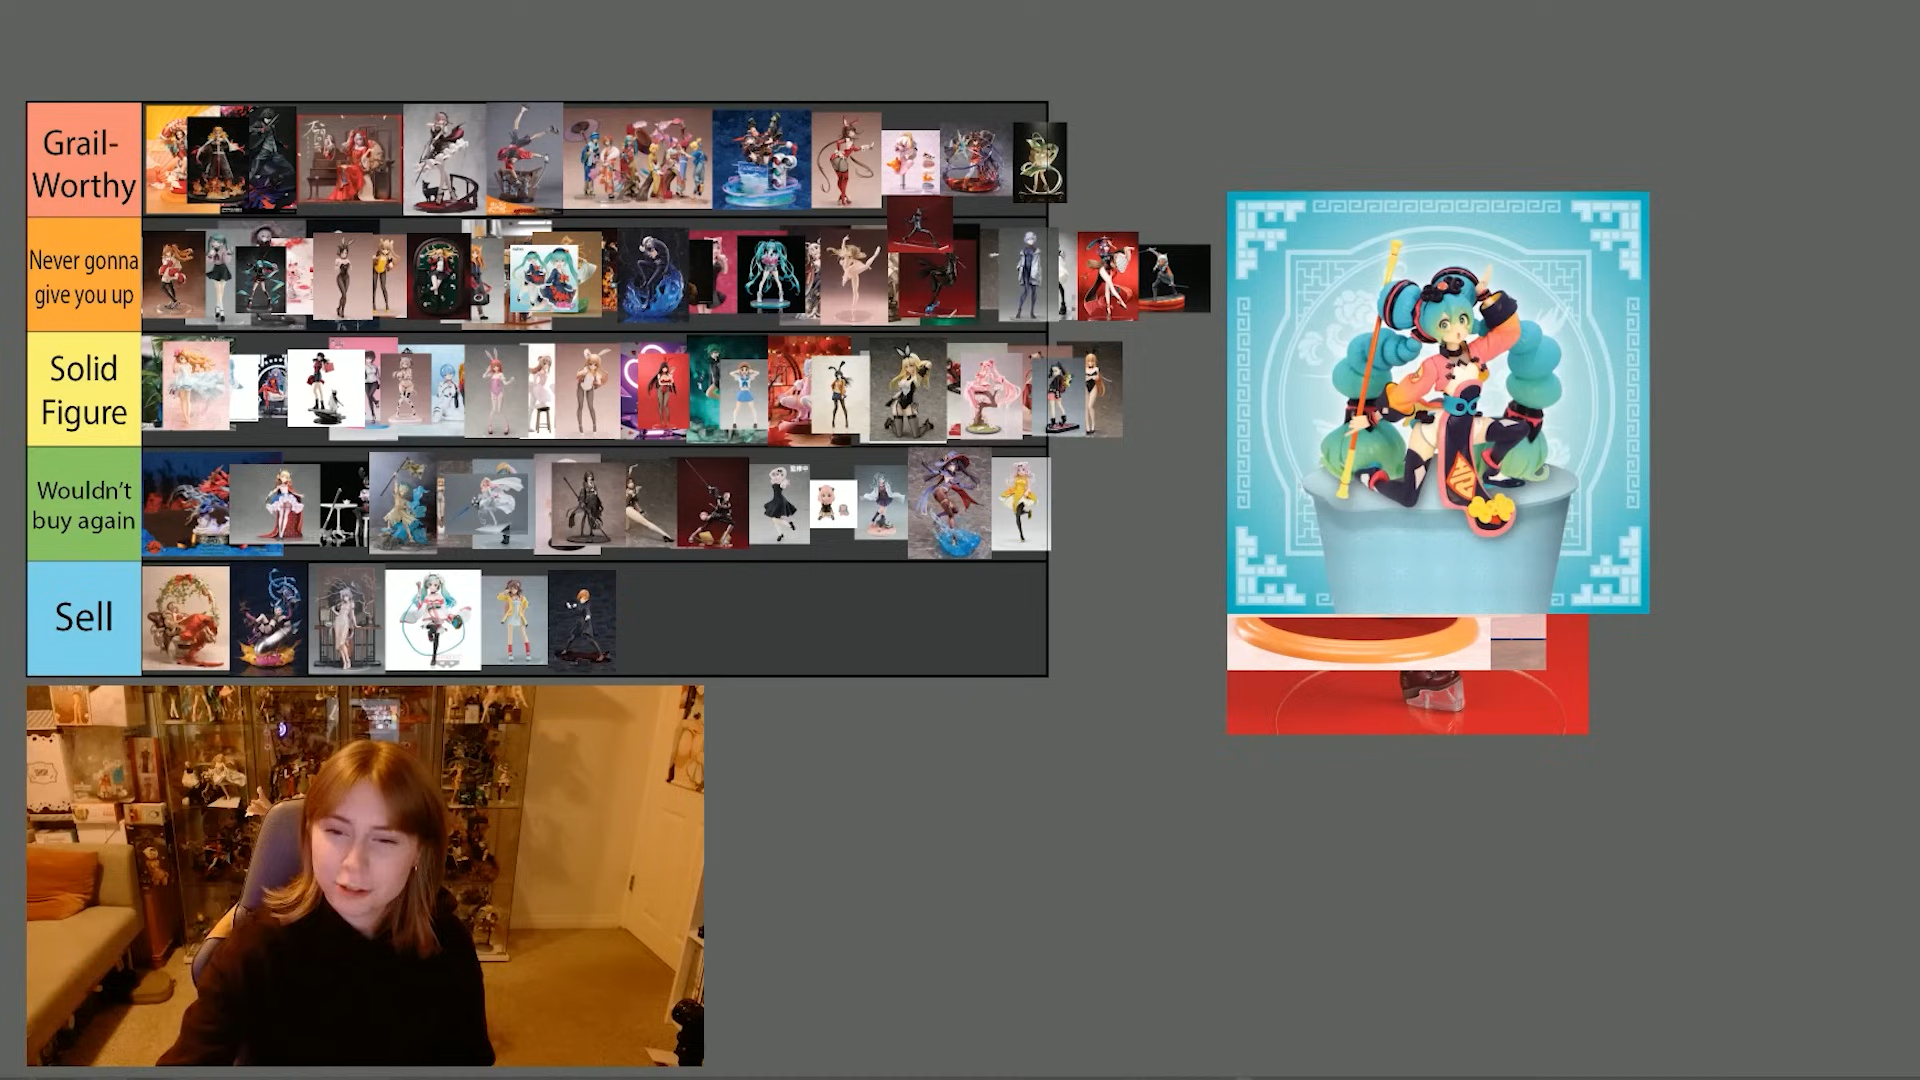 Grail-
Worthy
Never gonna
give you up
Solid
Figure
Wouldn't
buy again
Sell